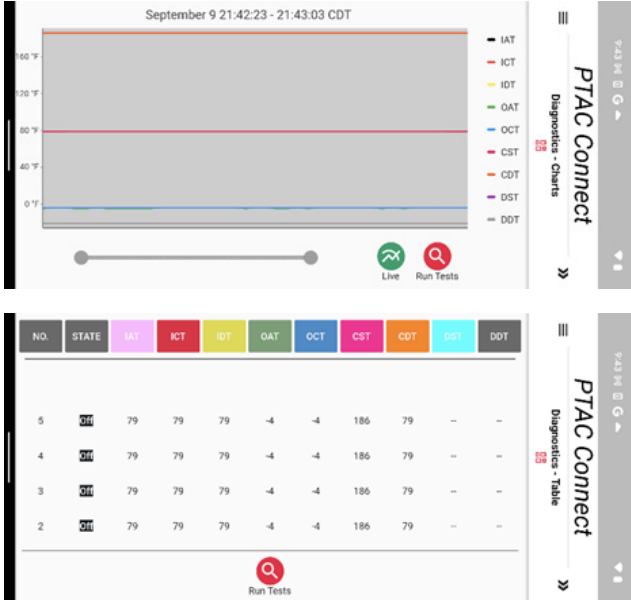 September 9 21:42:23 - 21:43:03 CDT
160 °F
120 °F
80 °F
40 °F
0 °F
IAT
ICT
IDT
OAT
OCT
CST
CDT
DST
DDT
Live
Run Tests
PTAC Connect
Diagnostics - Charts
9:43
NO. STATE IAT ICT IDT OAT OCT CST CDT DST DDT
5 Off 79 79 79 -4 -4 186 79 -- --
4 Off 79 79 79 -4 -4 186 79 -- --
3 Off 79 79 79 -4 -4 186 79 -- --
2 Off 79 79 79 -4 -4 186 79 -- --
Run Tests
PTAC Connect
Diagnostics - Table
9:43